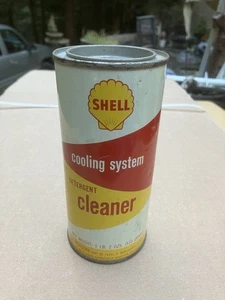 SHELL
cooling system
DETERGENT
cleaner